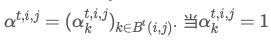 α^{t,i,j} = (α_k^{t,i,j})_{k∈B^t(i,j)}. 当α_k^{t,i,j} = 1